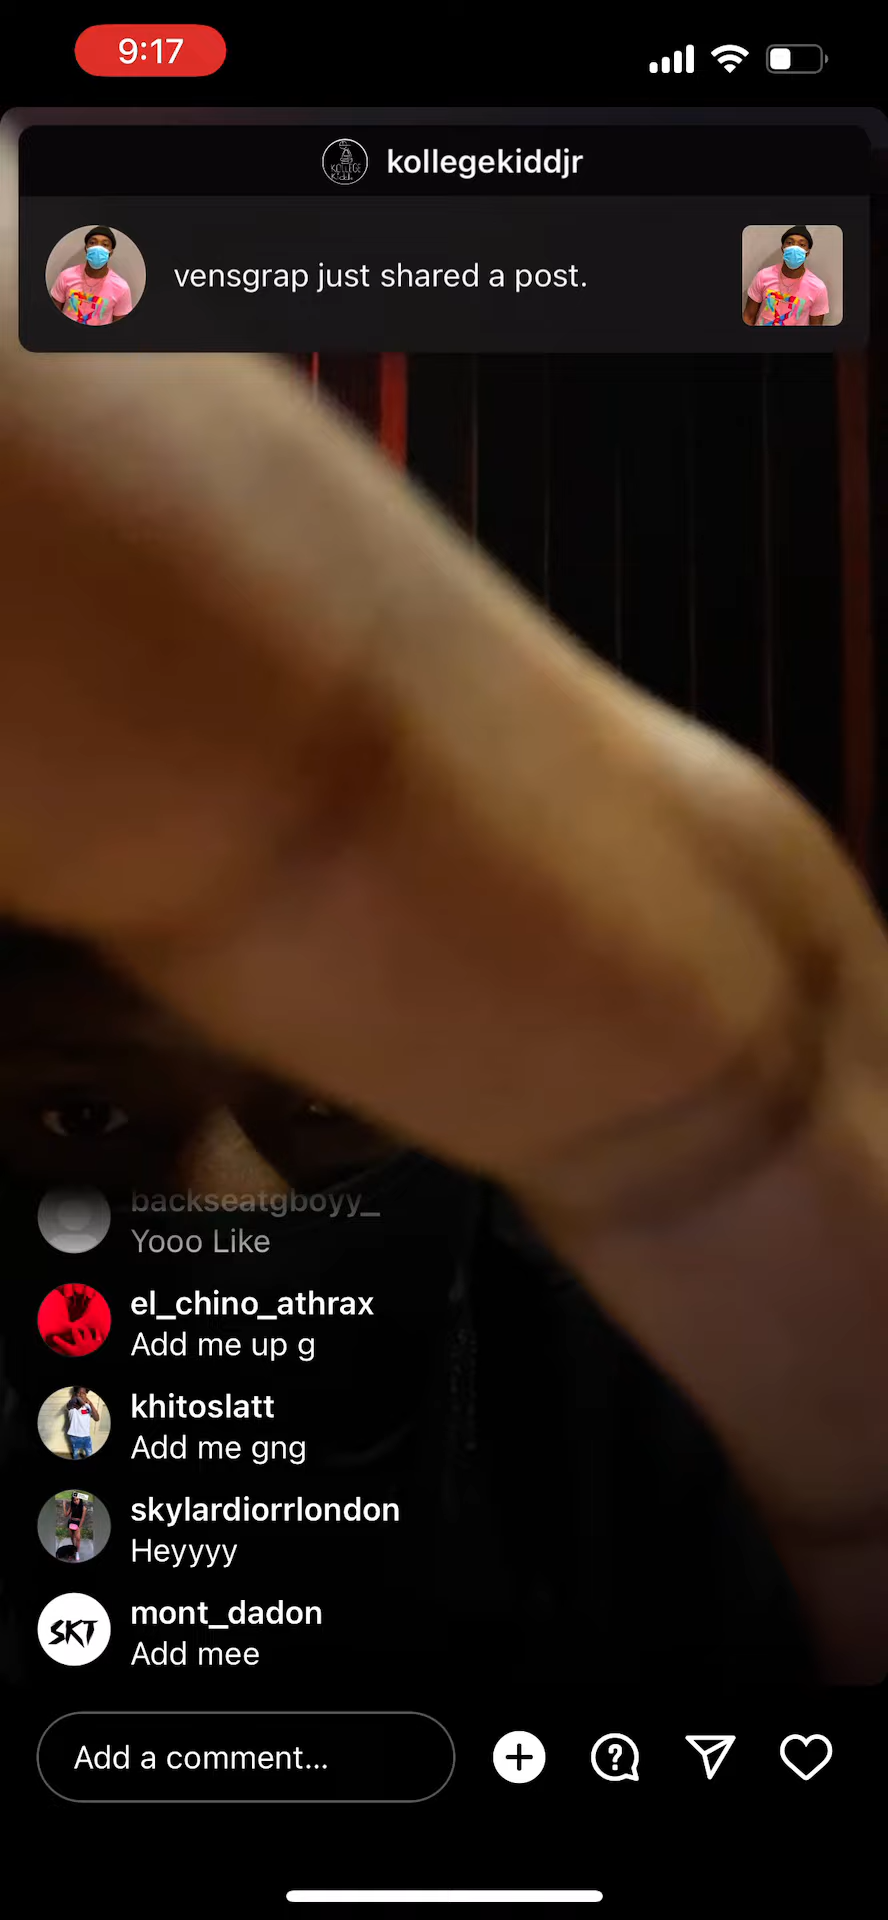 9:17
kollegekiddjr
vensgrap just shared a post.
backseatgboyy_
Yooo Like
el_chino_athrax
Add me up g
khitoslatt
Add me gng
skylardiorrlondon
Heyyyy
SKT
mont_dadon
Add mee
Add a comment...